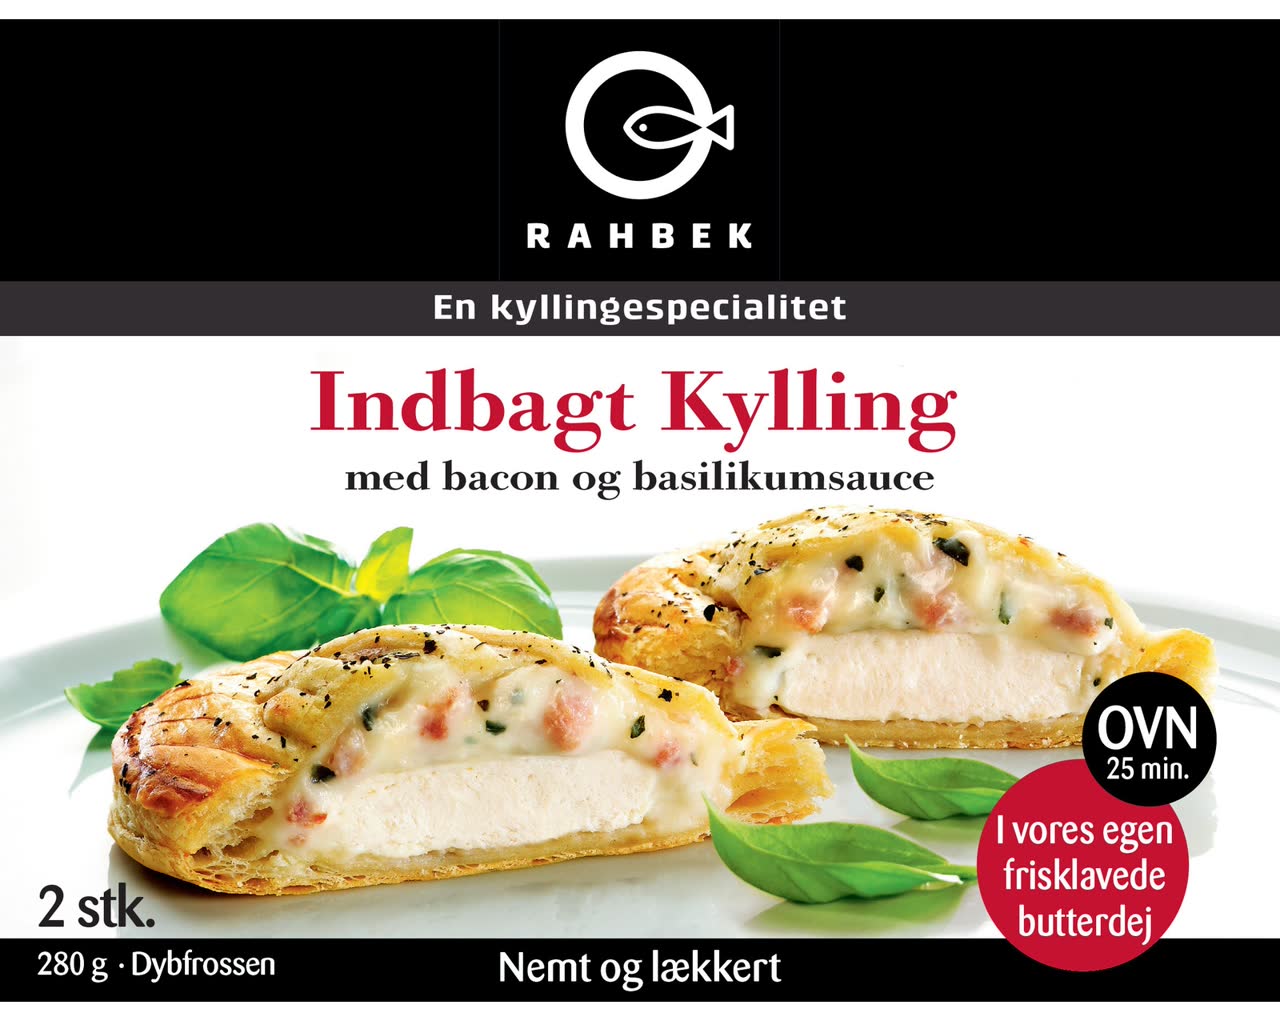 RAHBEK
En kyllingespecialitet
Indbagt Kylling
med bacon og basilikumsauce
OVN
25 min.
I vores egen
frisklavede
butterdej
2 stk.
280 g · Dybfrossen
Nemt og lækkert